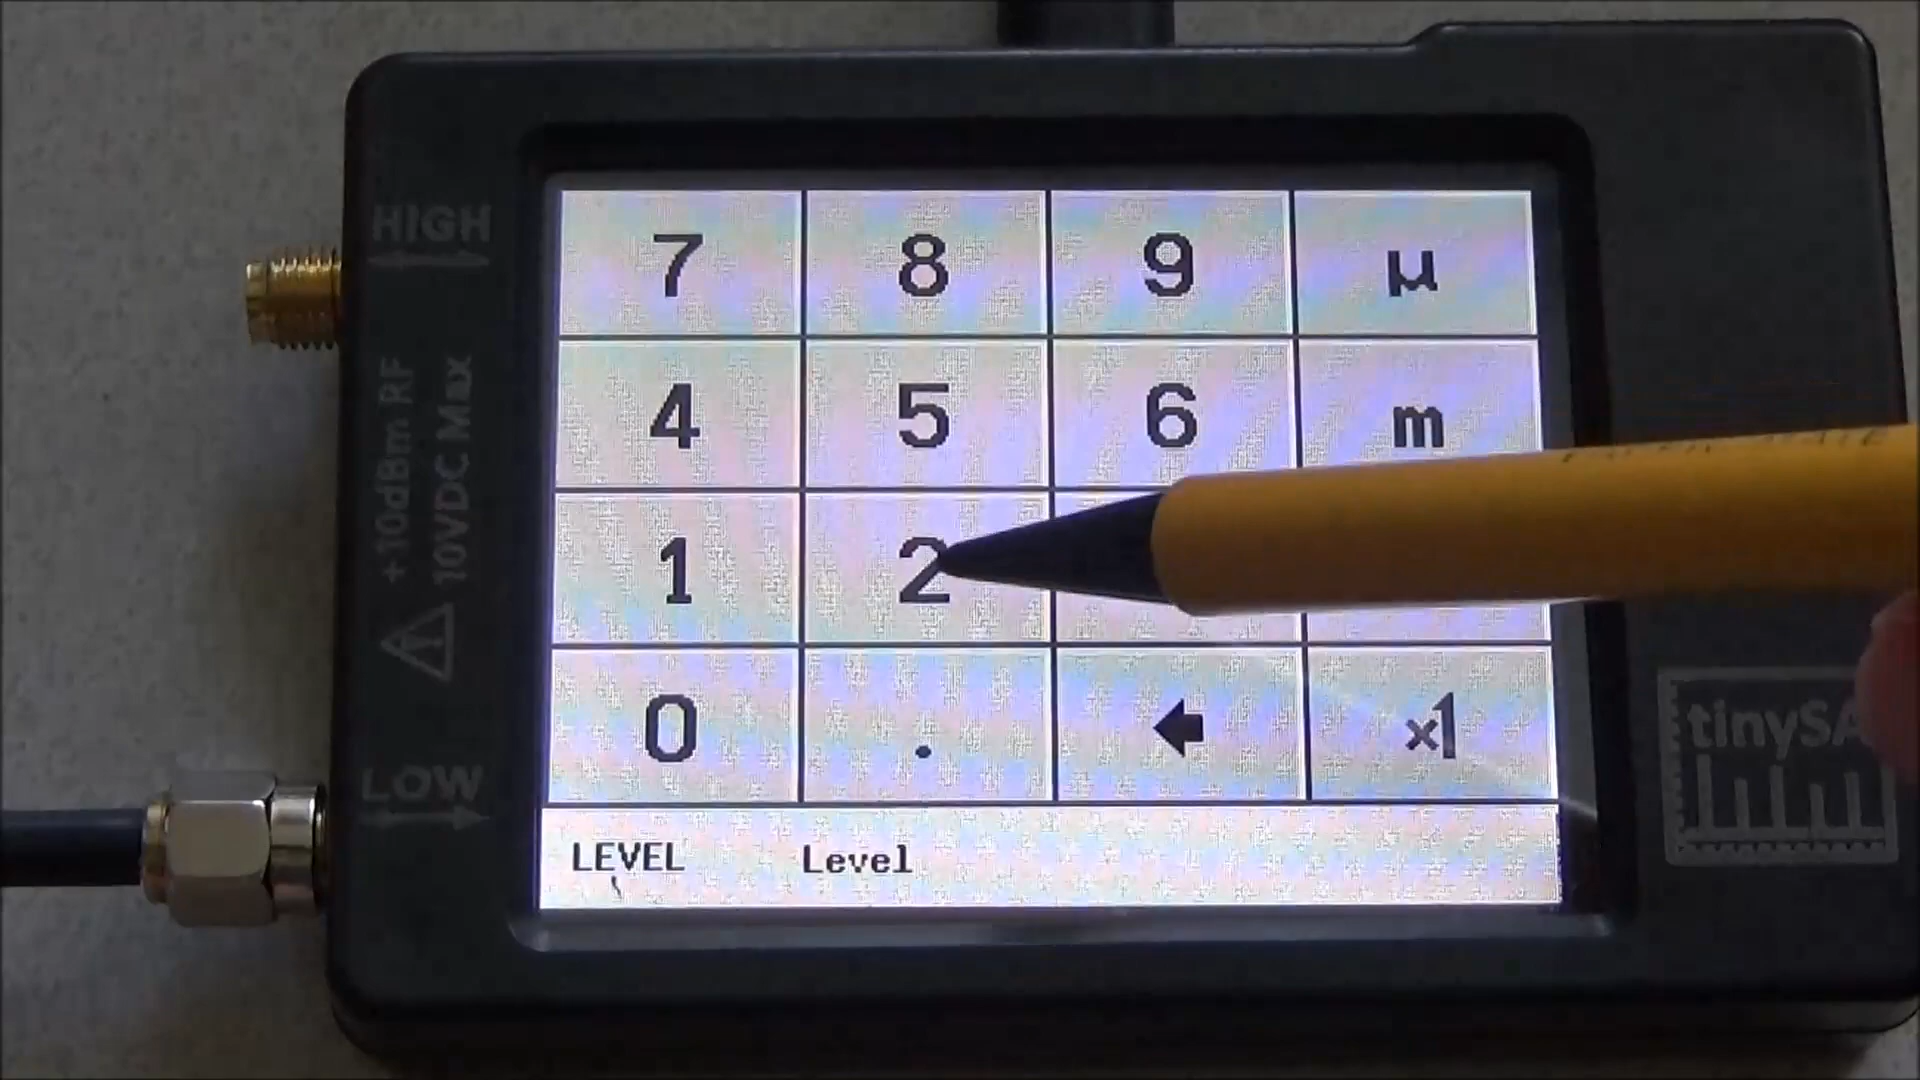 HIGH
+10dBm RF
10VDC Max
LOW
7 8 9 µ
4 5 6 m
1 2
0 . x1
LEVEL Level
tinySA